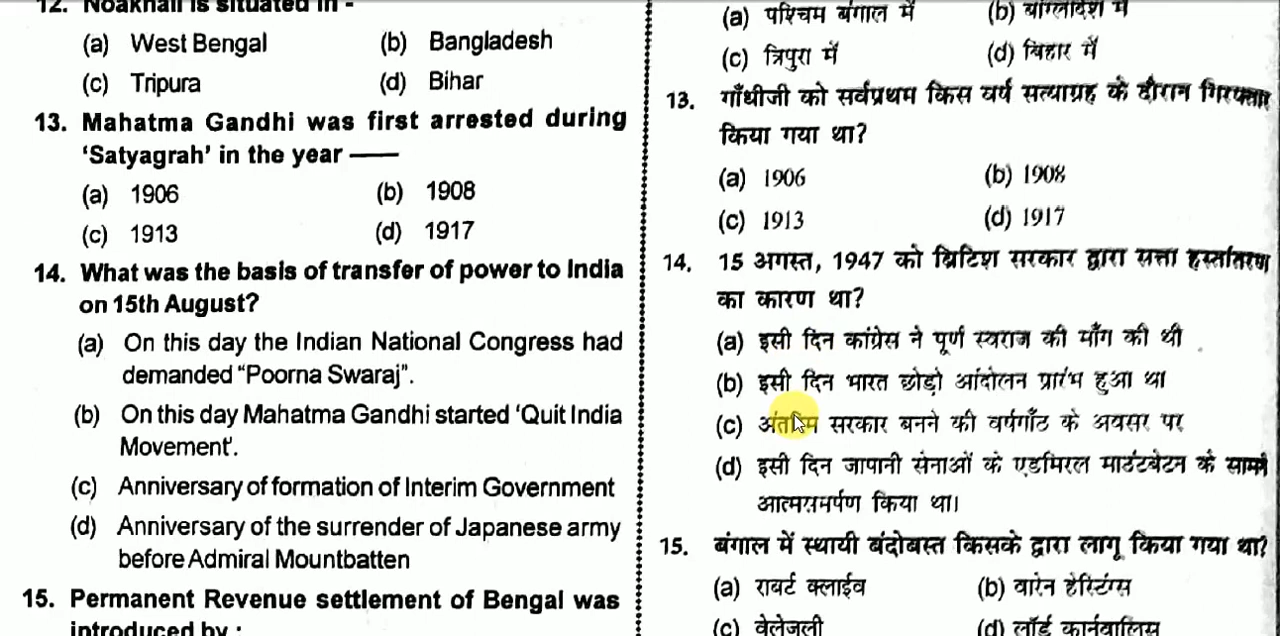 12. Noakhali is situated in -
(a) West Bengal (b) Bangladesh
(c) Tripura (d) Bihar
13. Mahatma Gandhi was first arrested during
‘Satyagrah’ in the year ——
(a) 1906 (b) 1908
(c) 1913 (d) 1917
14. What was the basis of transfer of power to India
on 15th August?
(a) On this day the Indian National Congress had
demanded “Poorna Swaraj”.
(b) On this day Mahatma Gandhi started ‘Quit India
Movement’.
(c) Anniversary of formation of Interim Government
(d) Anniversary of the surrender of Japanese army
before Admiral Mountbatten
15. Permanent Revenue settlement of Bengal was
introduced by :
(a) पश्चिम बंगाल में (b) बांग्लादेश में
(c) त्रिपुरा में (d) बिहार में
13. गाँधीजी को सर्वप्रथम किस वर्ष सत्याग्रह के दौरान गिरफ्तार
किया गया था?
(a) 1906 (b) 1908
(c) 1913 (d) 1917
14. 15 अगस्त, 1947 को ब्रिटिश सरकार द्वारा सत्ता हस्तांतरण
का कारण था?
(a) इसी दिन कांग्रेस ने पूर्ण स्वराज की माँग की थी
(b) इसी दिन भारत छोड़ो आंदोलन प्रारंभ हुआ था
(c) अंतरिम सरकार बनने की वर्षगाँठ के अवसर पर
(d) इसी दिन जापानी सेनाओं के एडमिरल माउंटबेटन के सामने
आत्मसमर्पण किया था।
15. बंगाल में स्थायी बंदोबस्त किसके द्वारा लागू किया गया था?
(a) राबर्ट क्लाईव (b) वारेन हेस्टिंग्स
(c) वेलेजली (d) लॉर्ड कार्नवालिस